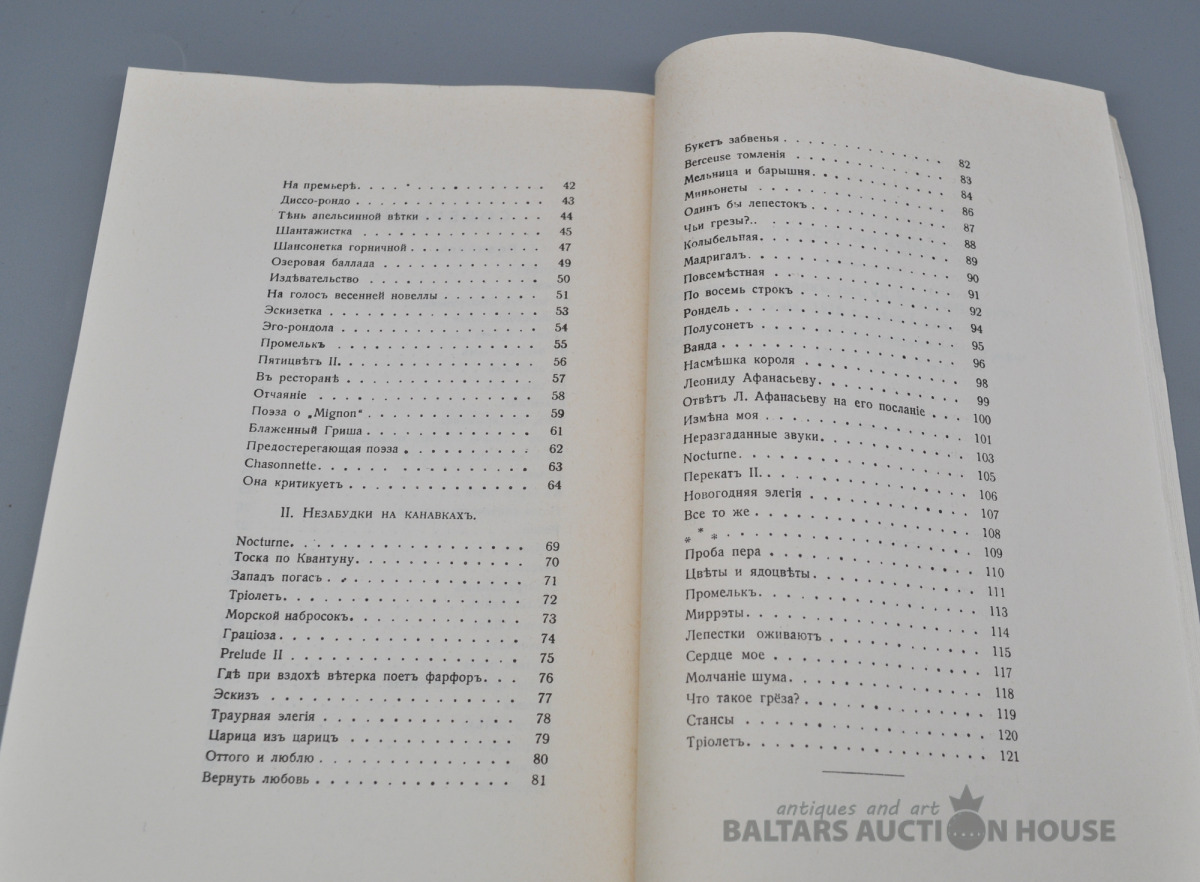 На премьерѣ. 42
Диссо-рондо 43
Тѣнь апельсинной вѣтки 44
Шантажистка 45
Шансонетка горничной 47
Озеровая баллада 49
Издѣвательство 50
На голосъ весенней новеллы 51
Эскизетка 53
Эго-рондола 54
Промелькъ 55
Пятицвѣтъ II. 56
Въ ресторанѣ 57
Отчаяніе 58
Поэза о „Mignon“ 59
Блаженный Гриша 61
Предостерегающая поэза 62
Chasonnette. 63
Она критикуетъ 64
II. Незабудки на канавкахъ.
Nocturne. 69
Тоска по Квантуну. 70
Западъ погасъ 71
Тріолетъ. 72
Морской набросокъ. 73
Граціоза 74
Prelude II 75
Гдѣ при вздохѣ вѣтерка поетъ фарфоръ. 76
Эскизъ 77
Траурная элегія 78
Царица изъ царицъ 79
Оттого и люблю 80
Вернуть любовь 81
Букетъ забвенья 82
Berceuse томленія 83
Мельница и барышня. 84
Миньонеты 86
Одинъ бы лепестокъ 87
Чьи грезы?.. 88
Колыбельная. 89
Мадригалъ. 90
Повсемѣстная 91
По восемь строкъ 92
Рондель 94
Полусонетъ 95
Ванда 96
Насмѣшка короля 98
Леониду Афанасьеву. 99
Отвѣтъ Л. Афанасьеву на его посланіе 100
Измѣна моя 101
Неразгаданные звуки. 103
Nocturne. 105
Перекатъ II. 106
Новогодняя элегія 107
Все то же 108
* * * 109
Проба пера 110
Цвѣты и ядоцвѣты. 111
Промелькъ. 113
Миррэты. 114
Лепестки оживаютъ 115
Сердце мое 117
Молчаніе шума. 118
Что такое грёза? 119
Стансы 120
Тріолетъ. 121
antiques and art
BALTARS AUCTION HOUSE